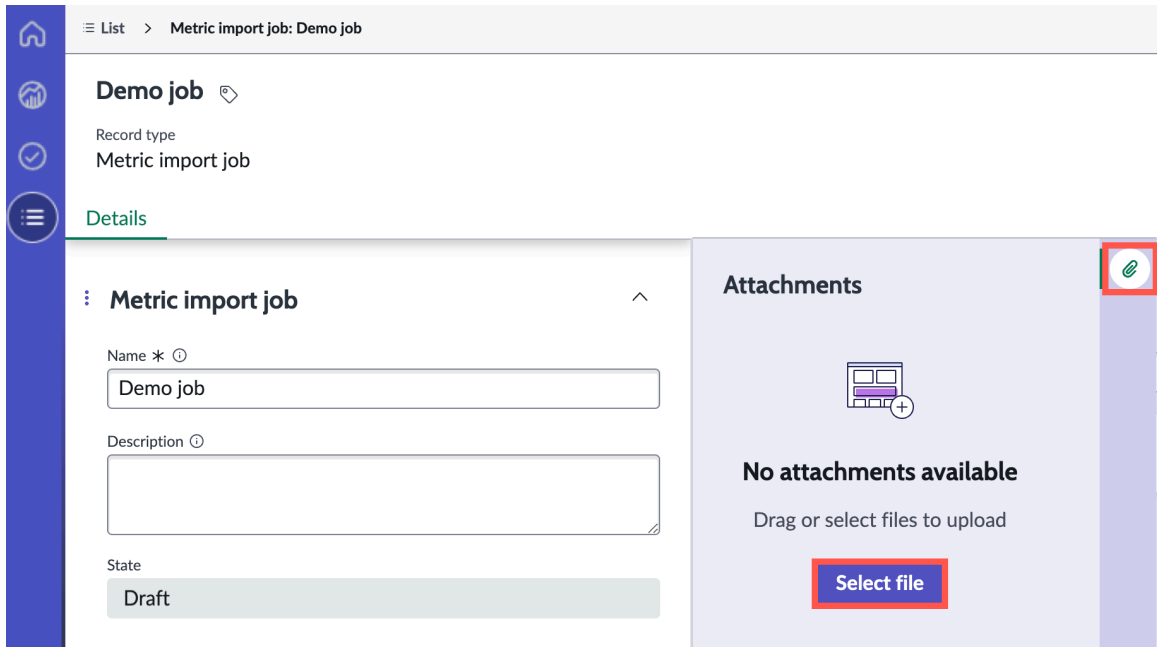 List > Metric import job: Demo job
Demo job
Record type
Metric import job
Details
Metric import job
Name *
Demo job
Description
State
Draft
Attachments
No attachments available
Drag or select files to upload
Select file